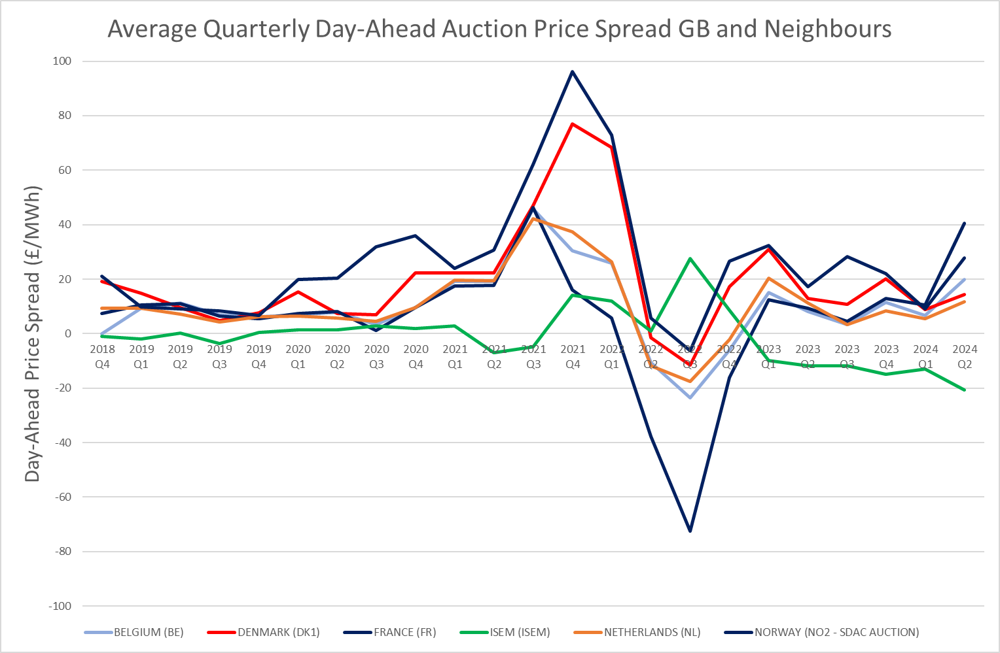 Average Quarterly Day-Ahead Auction Price Spread GB and Neighbours
Day-Ahead Price Spread (£/MWh)
100
80
60
40
20
0
-20
-40
-60
-80
-100
2018 2019 2019 2019 2019 2020 2020 2020 2020 2021 2021 2021 2021 2022 2022 2022 2022 2023 2023 2023 2023 2024 2024
Q4 Q1 Q2 Q3 Q4 Q1 Q2 Q3 Q4 Q1 Q2 Q3 Q4 Q1 Q2 Q3 Q4 Q1 Q2 Q3 Q4 Q1 Q2
BELGIUM (BE) DENMARK (DK1) FRANCE (FR) ISEM (ISEM) NETHERLANDS (NL) NORWAY (NO2 - SDAC AUCTION)